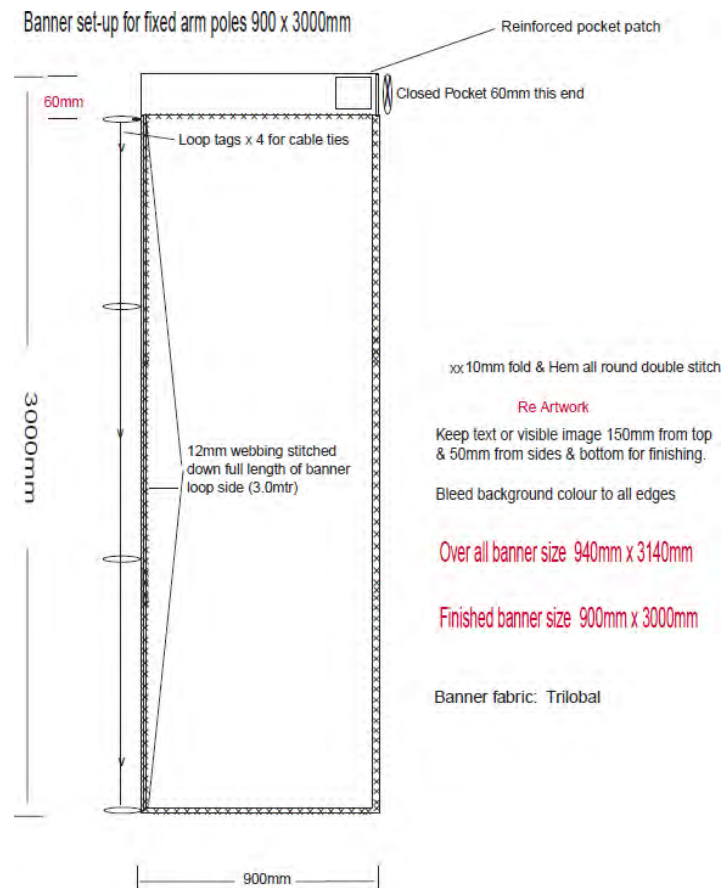 Banner set-up for fixed arm poles 900 x 3000mm
Reinforced pocket patch
60mm
Closed Pocket 60mm this end
Loop tags x 4 for cable ties
3000mm
xx 10mm fold & Hem all round double stitch
Re Artwork
Keep text or visible image 150mm from top
& 50mm from sides & bottom for finishing.
12mm webbing stitched
down full length of banner
loop side (3.0mtr)
Bleed background colour to all edges
Over all banner size 940mm x 3140mm
Finished banner size 900mm x 3000mm
Banner fabric: Trilobal
900mm